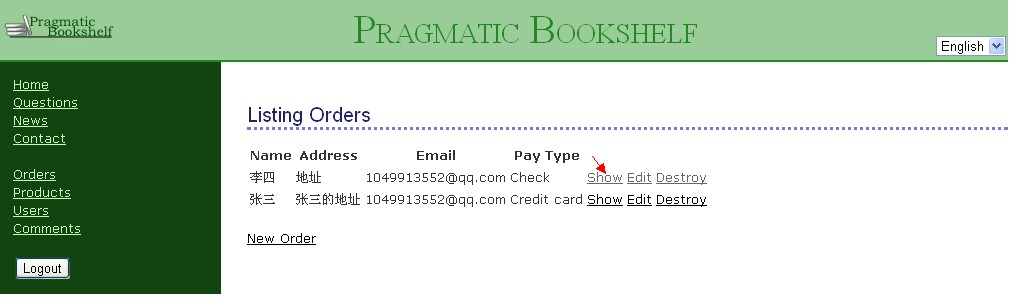 Pragmatic
Bookshelf
PRAGMATIC BOOKSHELF
English
Home
Questions
News
Contact
Orders
Products
Users
Comments
Logout
Listing Orders
Name Address Email Pay Type
李四 地址 1049913552@qq.com Check Show Edit Destroy
张三 张三的地址 1049913552@qq.com Credit card Show Edit Destroy
New Order